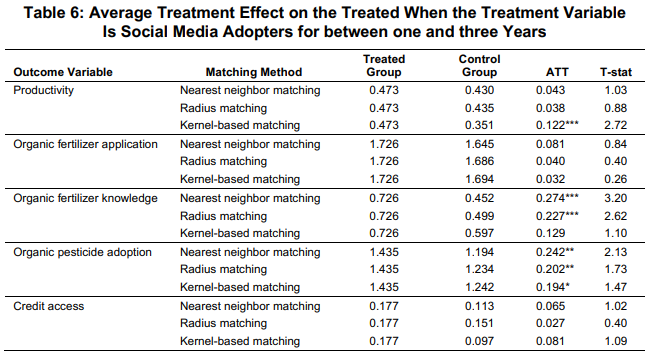 Table 6: Average Treatment Effect on the Treated When the Treatment Variable
Is Social Media Adopters for between one and three Years
Outcome Variable Matching Method Treated Group Control Group ATT T-stat
Productivity Nearest neighbor matching 0.473 0.430 0.043 1.03
Radius matching 0.473 0.435 0.038 0.88
Kernel-based matching 0.473 0.351 0.122*** 2.72
Organic fertilizer application Nearest neighbor matching 1.726 1.645 0.081 0.84
Radius matching 1.726 1.686 0.040 0.40
Kernel-based matching 1.726 1.694 0.032 0.26
Organic fertilizer knowledge Nearest neighbor matching 0.726 0.452 0.274*** 3.20
Radius matching 0.726 0.499 0.227*** 2.62
Kernel-based matching 0.726 0.597 0.129 1.10
Organic pesticide adoption Nearest neighbor matching 1.435 1.194 0.242** 2.13
Radius matching 1.435 1.234 0.202** 1.73
Kernel-based matching 1.435 1.242 0.194* 1.47
Credit access Nearest neighbor matching 0.177 0.113 0.065 1.02
Radius matching 0.177 0.151 0.027 0.40
Kernel-based matching 0.177 0.097 0.081 1.09